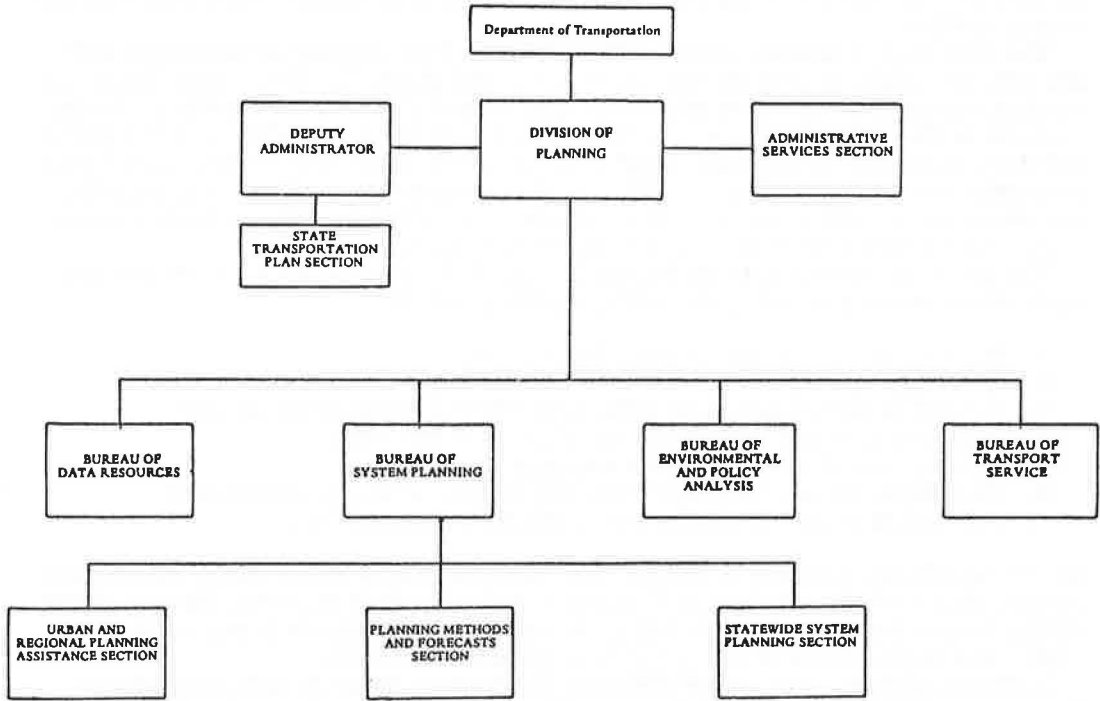 Department of Transportation
DEPUTY
ADMINISTRATOR
DIVISION OF
PLANNING
ADMINISTRATIVE
SERVICES SECTION
STATE
TRANSPORTATION
PLAN SECTION
BUREAU OF
DATA RESOURCES
BUREAU OF
SYSTEM PLANNING
BUREAU OF
ENVIRONMENTAL
AND POLICY
ANALYSIS
BUREAU OF
TRANSPORT
SERVICE
URBAN AND
REGIONAL PLANNING
ASSISTANCE SECTION
PLANNING METHODS
AND FORECASTS
SECTION
STATEWIDE SYSTEM
PLANNING SECTION